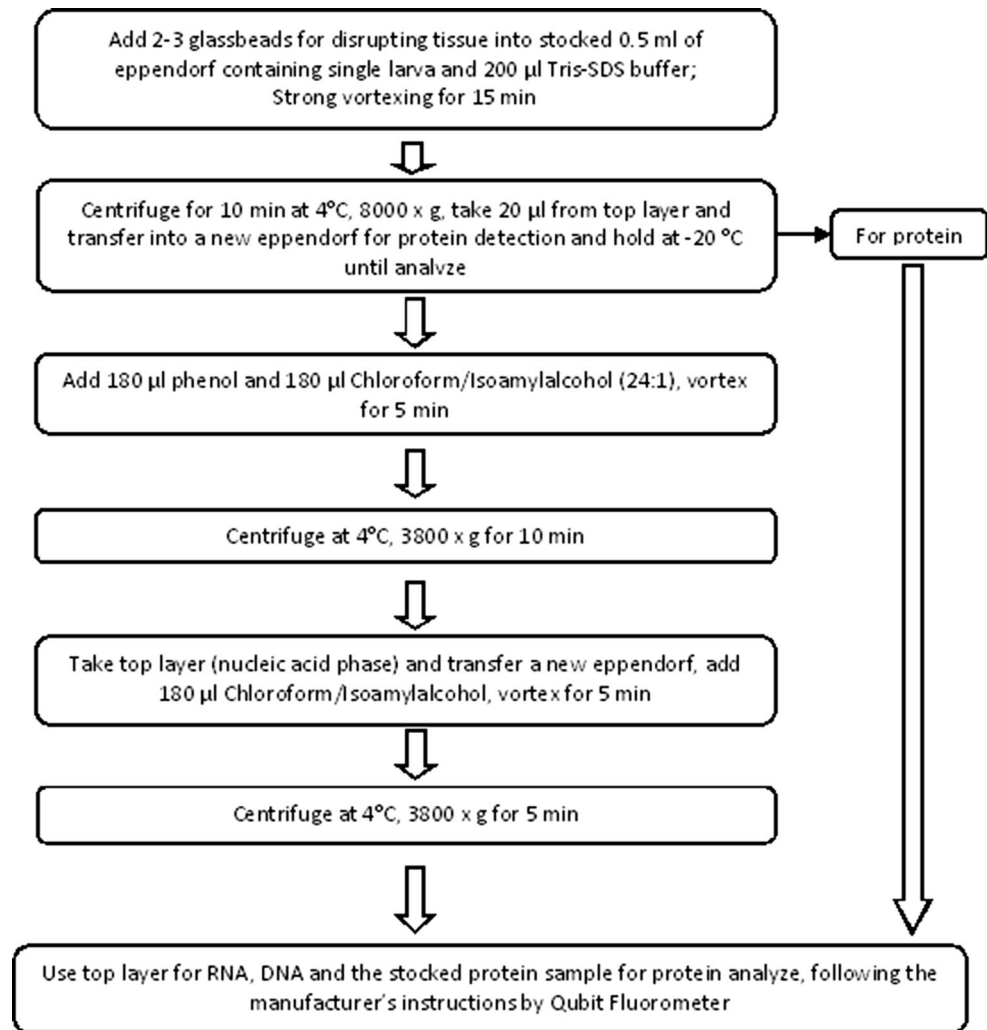 Add 2-3 glassbeads for disrupting tissue into stocked 0.5 ml of
eppendorf containing single larva and 200 µl Tris-SDS buffer;
Strong vortexing for 15 min
Centrifuge for 10 min at 4°C, 8000 x g, take 20 µl from top layer and
transfer into a new eppendorf for protein detection and hold at -20 °C
until analyze
For protein
Add 180 µl phenol and 180 µl Chloroform/Isoamylalcohol (24:1), vortex
for 5 min
Centrifuge at 4°C, 3800 x g for 10 min
Take top layer (nucleic acid phase) and transfer a new eppendorf, add
180 µl Chloroform/Isoamylalcohol, vortex for 5 min
Centrifuge at 4°C, 3800 x g for 5 min
Use top layer for RNA, DNA and the stocked protein sample for protein analyze, following the
manufacturer's instructions by Qubit Fluorometer